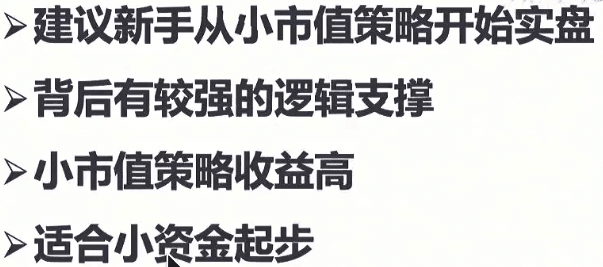 ➢建议新手从小市值策略开始实盘
➢背后有较强的逻辑支撑
➢小市值策略收益高
➢适合小资金起步